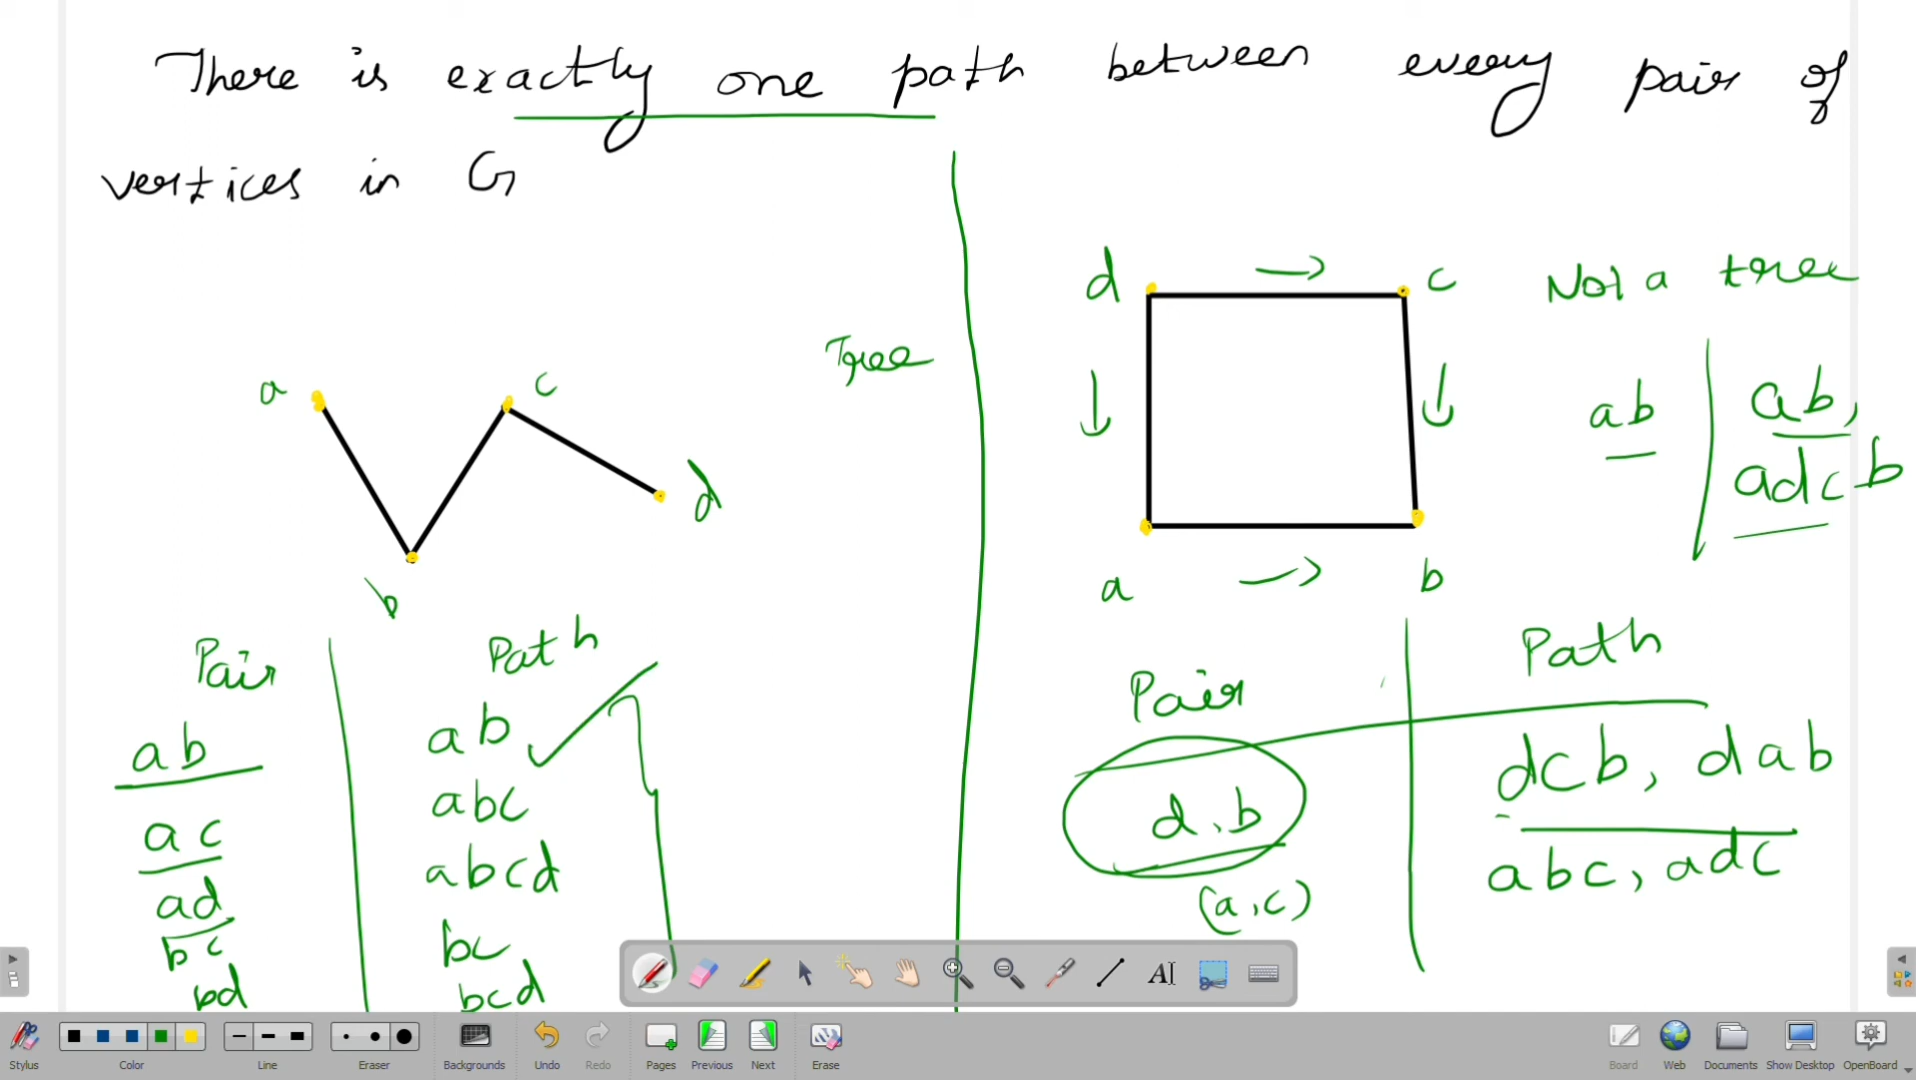 There is exactly one path between every pair of
vertices in G
Tree
a
c
d
b
Pair
Path
ab
ab
ac
abc
ad
abcd
bc
bc
bd
bcd
d
c
Not a tree
ab
ab,
adcb
a
b
Pair
Path
d,b
dcb, dab
(a,c)
abc, adc
Stylus
Color
Line
Eraser
Backgrounds
Undo
Redo
Pages
Previous
Next
Erase
Board
Web
Documents
Show Desktop
OpenBoard